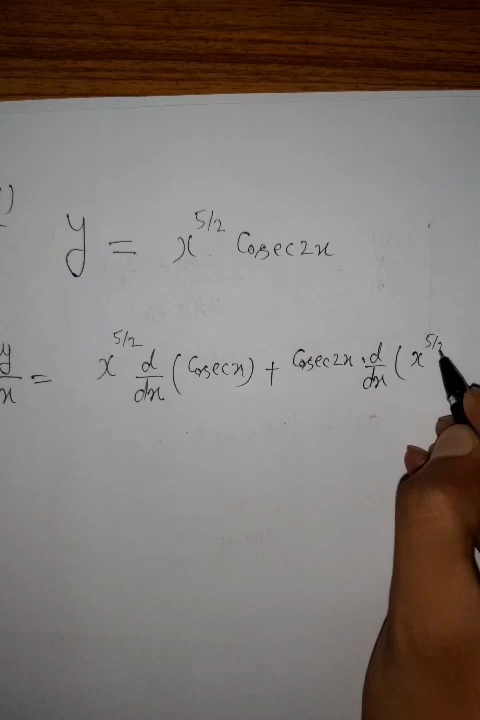 )
y = x^{5/2} Cosec2x
y/x = x^{5/2} d/dx (Cosecx) + Cosec2x · d/dx (x^{5/2}